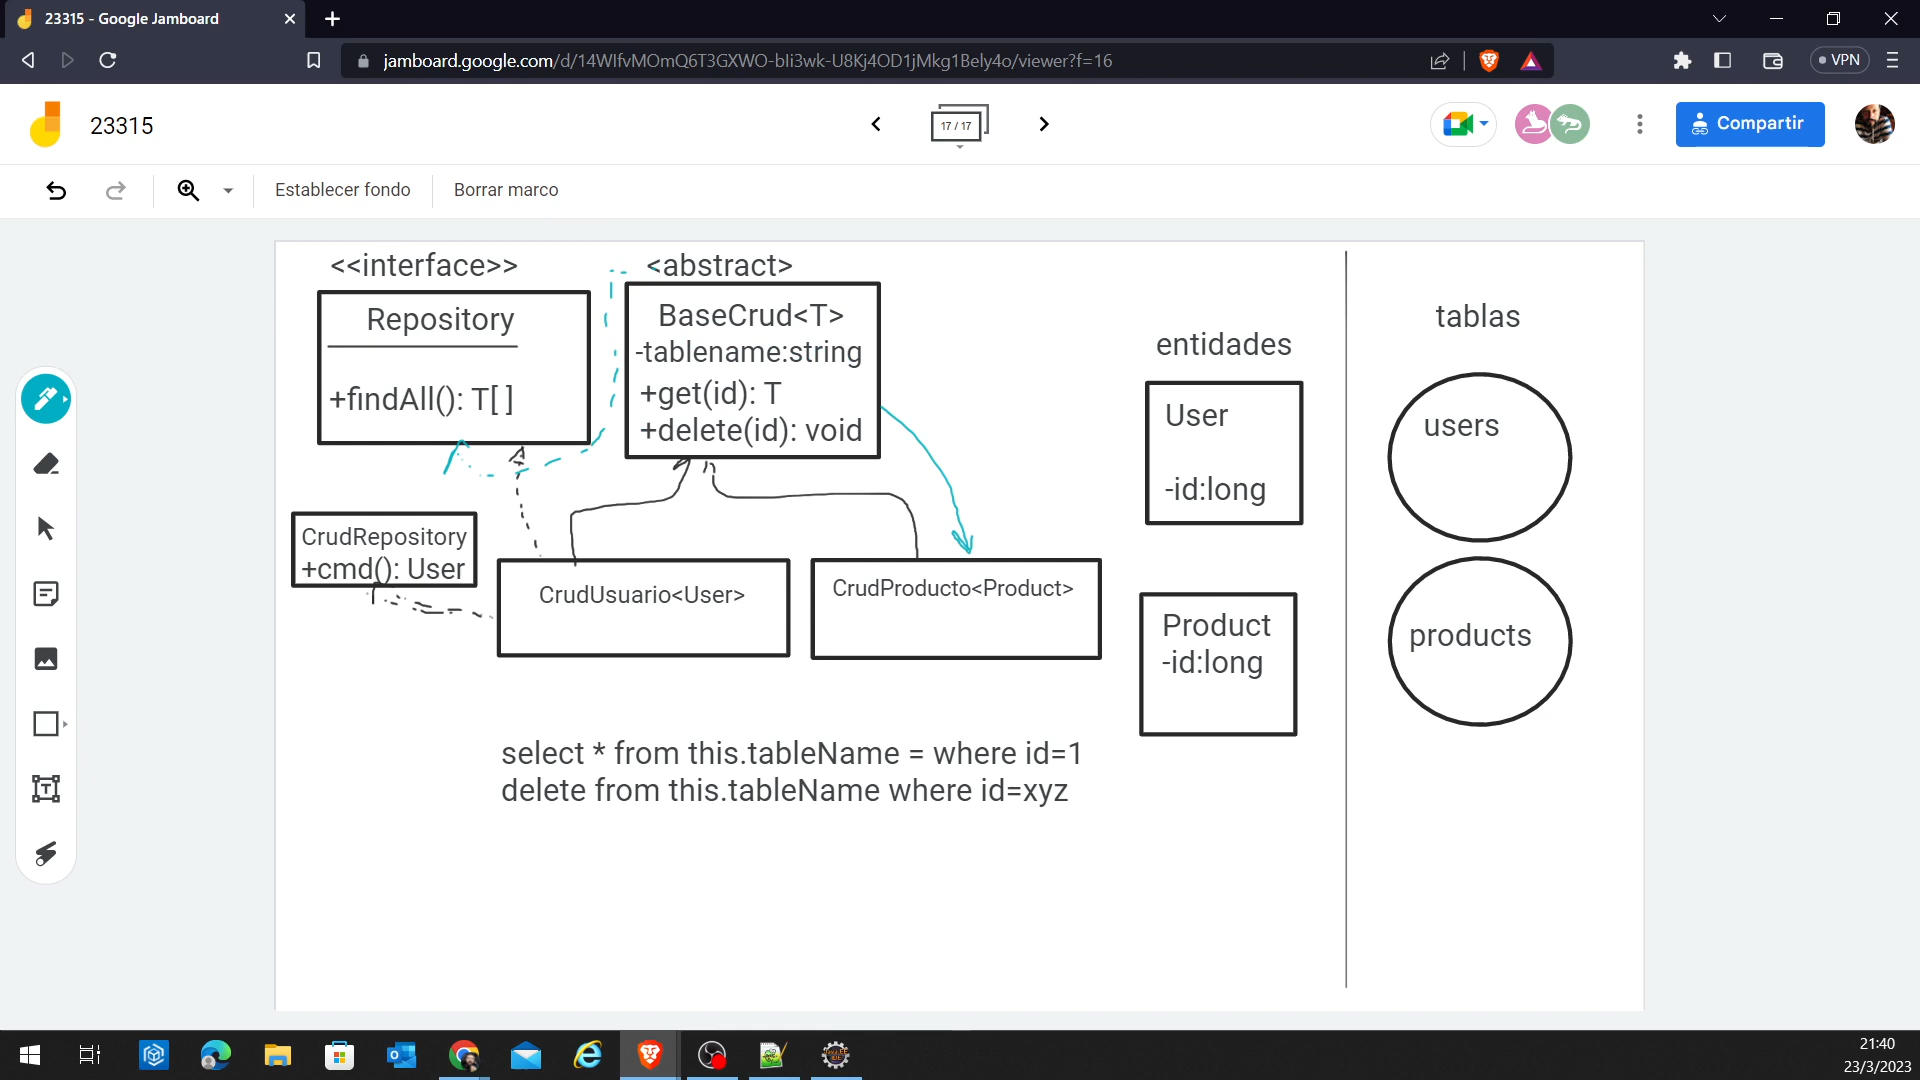 23315 - Google Jamboard
jamboard.google.com/d/14WlfvMOmQ6T3GXWO-bli3wk-U8Kj4OD1jMkg1Bely4o/viewer?f=16
VPN
23315
17 / 17
Compartir
Establecer fondo
Borrar marco
<<interface>>
Repository
+findAll(): T[ ]
<abstract>
BaseCrud<T>
-tablename:string
+get(id): T
+delete(id): void
CrudRepository
+cmd(): User
CrudUsuario<User>
CrudProducto<Product>
select * from this.tableName = where id=1
delete from this.tableName where id=xyz
entidades
User
-id:long
Product
-id:long
tablas
users
products
21:40
23/3/2023